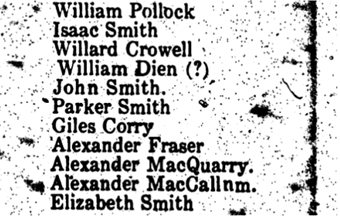 William Pollock
Isaac Smith
Willard Crowell
William Dien (?)
John Smith.
Parker Smith
Giles Corry
Alexander Fraser
Alexander MacQuarry.
Alexander MacCallnm.
Elizabeth Smith